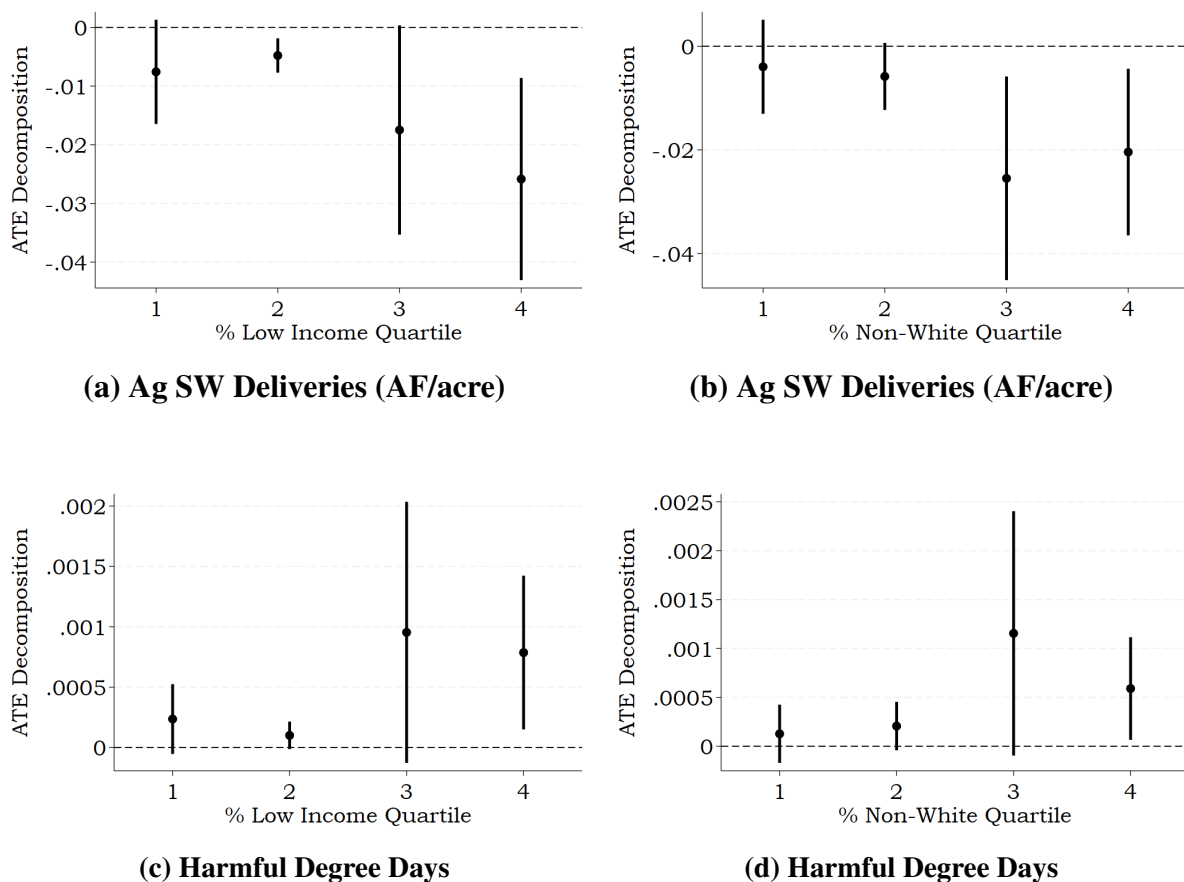 ATE Decomposition
0
-.01
-.02
-.03
-.04
1 2 3 4
% Low Income Quartile
(a) Ag SW Deliveries (AF/acre)
ATE Decomposition
0
-.02
-.04
1 2 3 4
% Non-White Quartile
(b) Ag SW Deliveries (AF/acre)
ATE Decomposition
.002
.0015
.001
.0005
0
1 2 3 4
% Low Income Quartile
(c) Harmful Degree Days
ATE Decomposition
.0025
.002
.0015
.001
.0005
0
1 2 3 4
% Non-White Quartile
(d) Harmful Degree Days